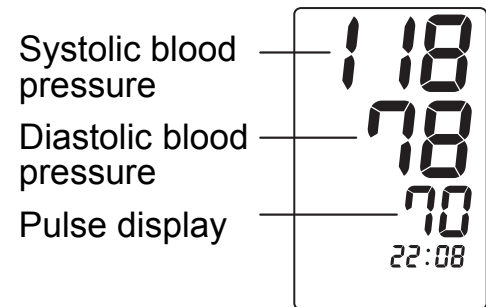 Systolic blood
pressure
118
Diastolic blood
pressure
78
Pulse display
70
22:08